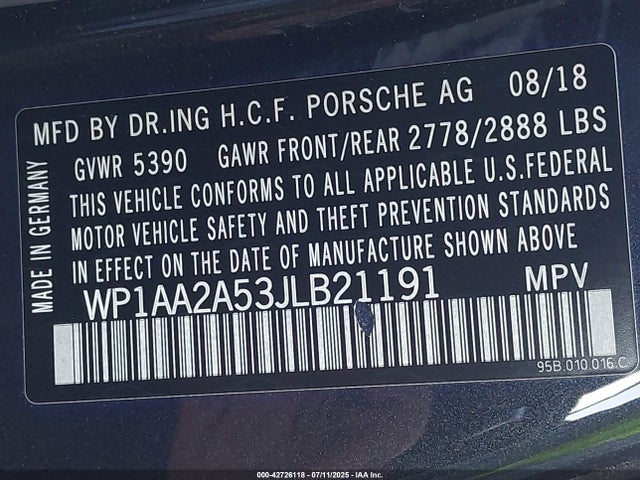 MFD BY DR.ING H.C.F. PORSCHE AG 08/18
GVWR 5390 GAWR FRONT/REAR 2778/2888 LBS
THIS VEHICLE CONFORMS TO ALL APPLICABLE U.S.FEDERAL
MOTOR VEHICLE SAFETY AND THEFT PREVENTION STANDARDS
IN EFFECT ON THE DATE OF MANUFACTURE SHOWN ABOVE
MADE IN GERMANY
WP1AA2A53JLB21191 MPV
95B.010.016.C
000-42726118 - 07/11/2025 - IAA Inc.